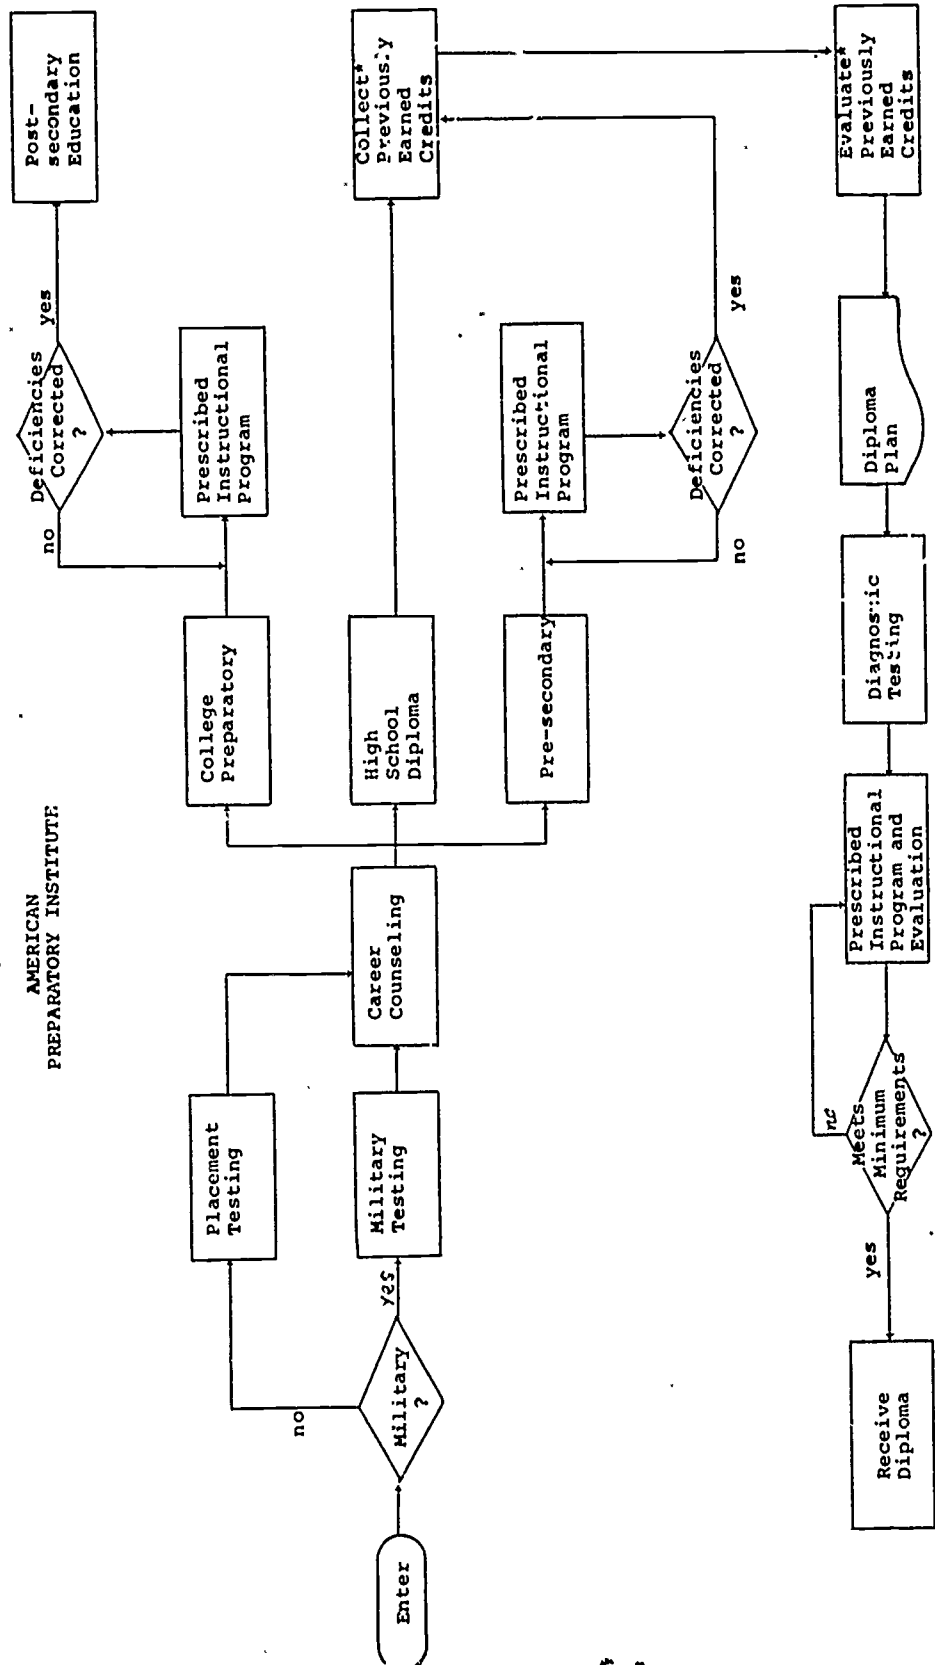 AMERICAN
PREPARATORY INSTITUTE
Enter
Military
?
no
yes
Placement
Testing
Military
Testing
Career
Counseling
College
Preparatory
High
School
Diploma
Pre-secondary
no
Deficiencies
Corrected
?
yes
Prescribed
Instructional
Program
Post-
secondary
Education
Prescribed
Instructional
Program
no
Deficiencies
Corrected
?
yes
Collect*
Previously
Earned
Credits
Evaluate*
Previously
Earned
Credits
Diploma
Plan
Diagnostic
Testing
Prescribed
Instructional
Program and
Evaluation
no
Meets
Minimum
Requirements
?
yes
Receive
Diploma